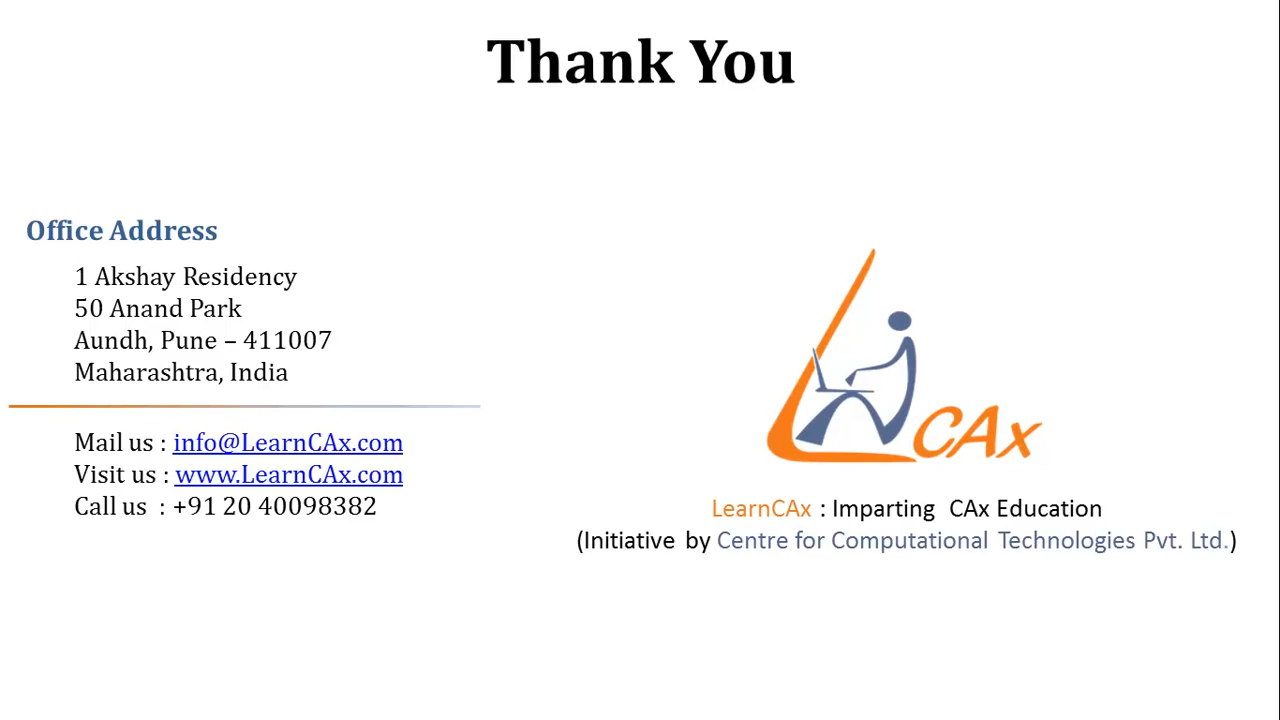 Thank You
Office Address
1 Akshay Residency
50 Anand Park
Aundh, Pune – 411007
Maharashtra, India
Mail us : info@LearnCAx.com
Visit us : www.LearnCAx.com
Call us : +91 20 40098382
CAx
LearnCAx : Imparting CAx Education
(Initiative by Centre for Computational Technologies Pvt. Ltd.)